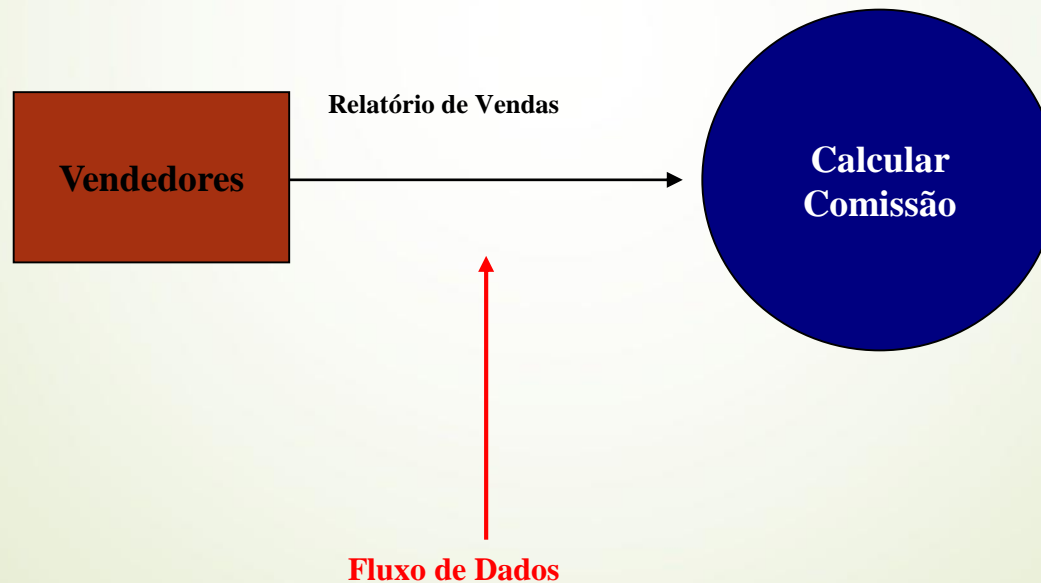 Relatório de Vendas
Vendedores
Calcular
Comissão
Fluxo de Dados